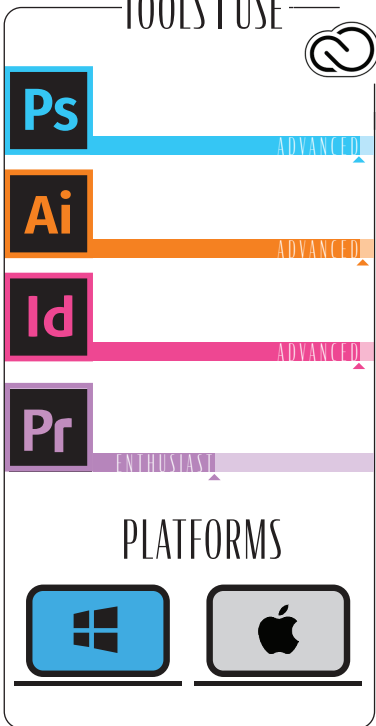 TOOLS I USE
Ps
ADVANCED
Ai
ADVANCED
Id
ADVANCED
Pr
ENTHUSIAST
PLATFORMS